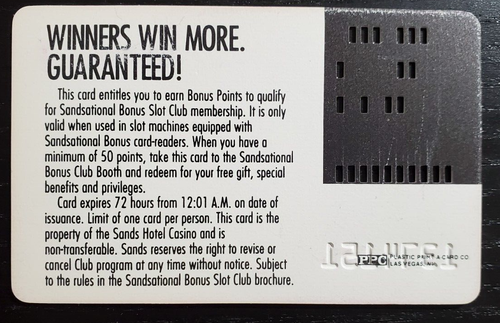 WINNERS WIN MORE.
GUARANTEED!
This card entitles you to earn Bonus Points to qualify
for Sandsational Bonus Slot Club membership. It is only
valid when used in slot machines equipped with
Sandsational Bonus card-readers. When you have a
minimum of 50 points, take this card to the Sandsational
Bonus Club Booth and redeem for your free gift, special
benefits and privileges.
Card expires 72 hours from 12:01 A.M. on date of
issuance. Limit of one card per person. This card is the
property of the Sands Hotel Casino and is
non-transferable. Sands reserves the right to revise or
cancel Club program at any time without notice. Subject
to the rules in the Sandsational Bonus Slot Club brochure.
PPC PLASTIC PRINT A CARD CO
LAS VEGAS, NV